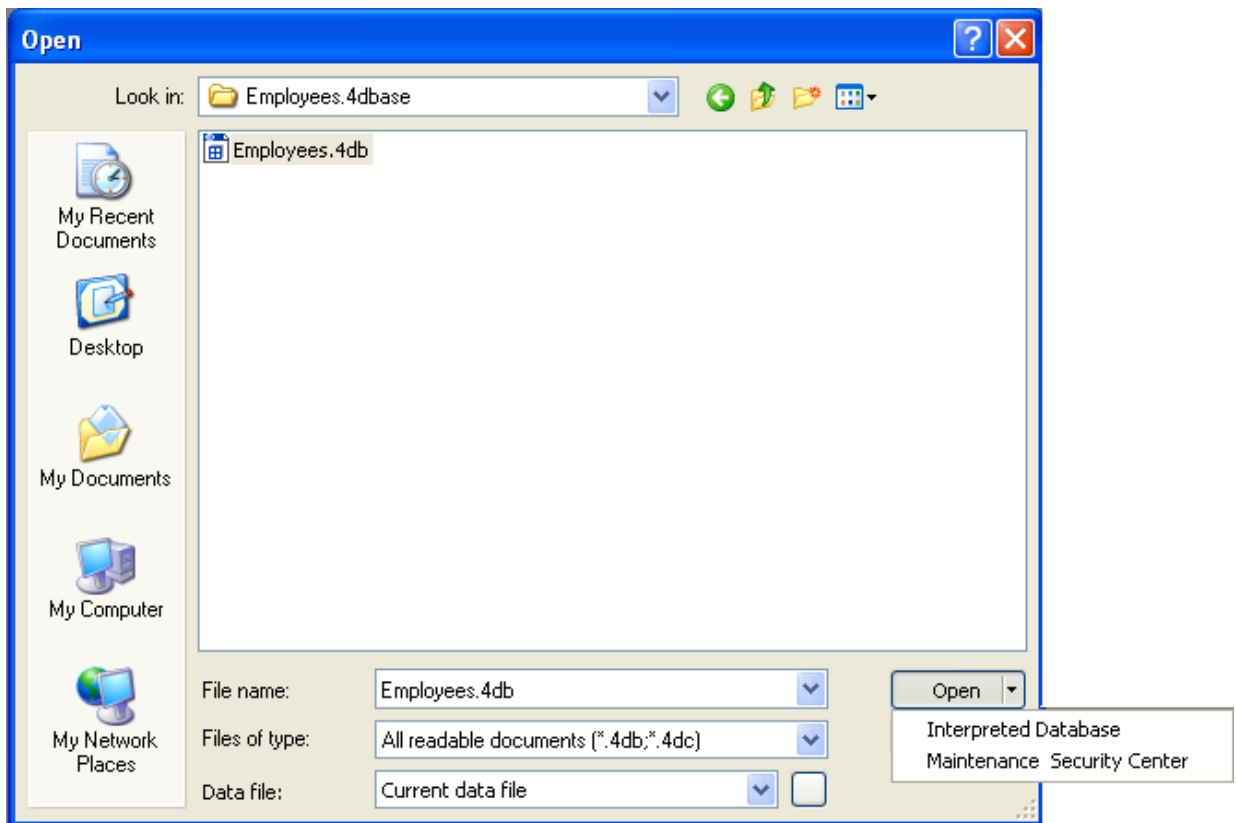 Open
Look in: Employees.4dbase
Employees.4db
My Recent
Documents
Desktop
My Documents
My Computer
My Network
Places
File name: Employees.4db
Open
Files of type: All readable documents (*.4db;*.4dc)
Data file: Current data file
Interpreted Database
Maintenance Security Center